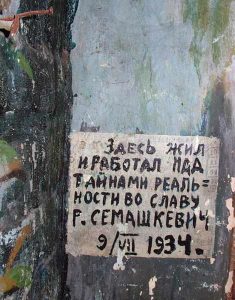 ЗДЕСЬ ЖИЛ
И РАБОТАЛ НАД
ТАЙНАМИ РЕАЛЬ=
НОСТИ ВО СЛАВУ
Р. СЕМАШКЕВИЧ
9/VII 1934.